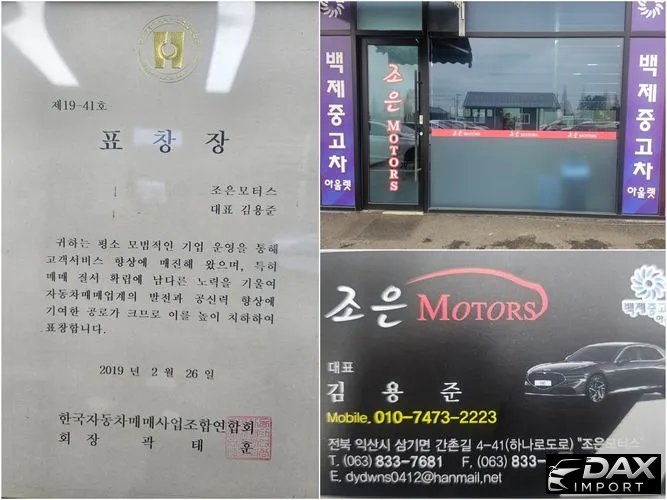 제19-41호
표 창 장
조은모터스
대표 김용준
귀하는 평소 모범적인 기업 운영을 통해
고객서비스 향상에 매진해 왔으며, 특히
매매 질서 확립에 남다른 노력을 기울여
자동차매매업계의 발전과 공신력 향상에
기여한 공로가 크므로 이를 높이 치하하여
표창합니다.
2019 년 2 월 26 일
한국자동차매매사업조합연합회
회 장 곽 태 훈
백제중고차
아울렛
조은 MOTORS
조은 MOTORS
조은 MOTORS
백제중고차
아울렛
조은 MOTORS
백제중고
아울
대표
김 용 준
Mobile. 010-7473-2223
전북 익산시 삼기면 간촌길 4-41(하나로도로) "조은모터스"
T. (063) 833-7681 F. (063) 833-
E. dydwns0412@hanmail.net
DAX
IMPORT